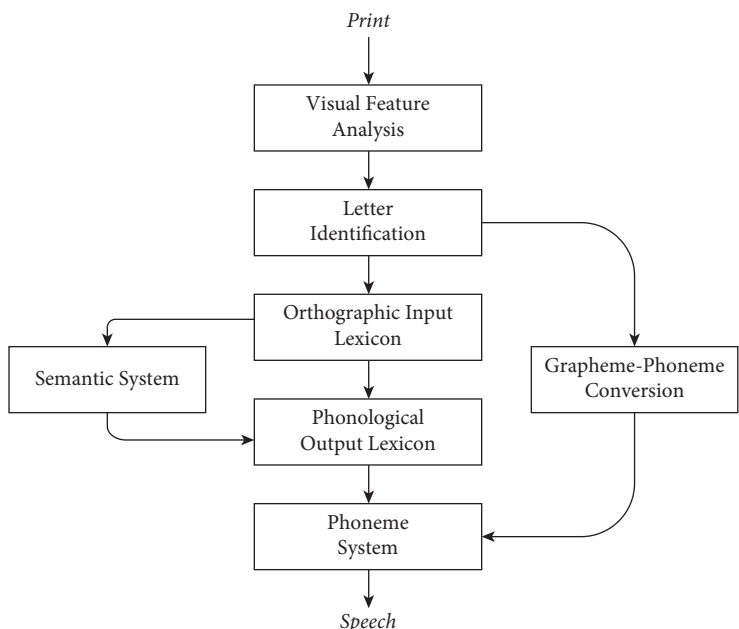 Print
Visual Feature
Analysis
Letter
Identification
Orthographic Input
Lexicon
Semantic System
Grapheme-Phoneme
Conversion
Phonological
Output Lexicon
Phoneme
System
Speech